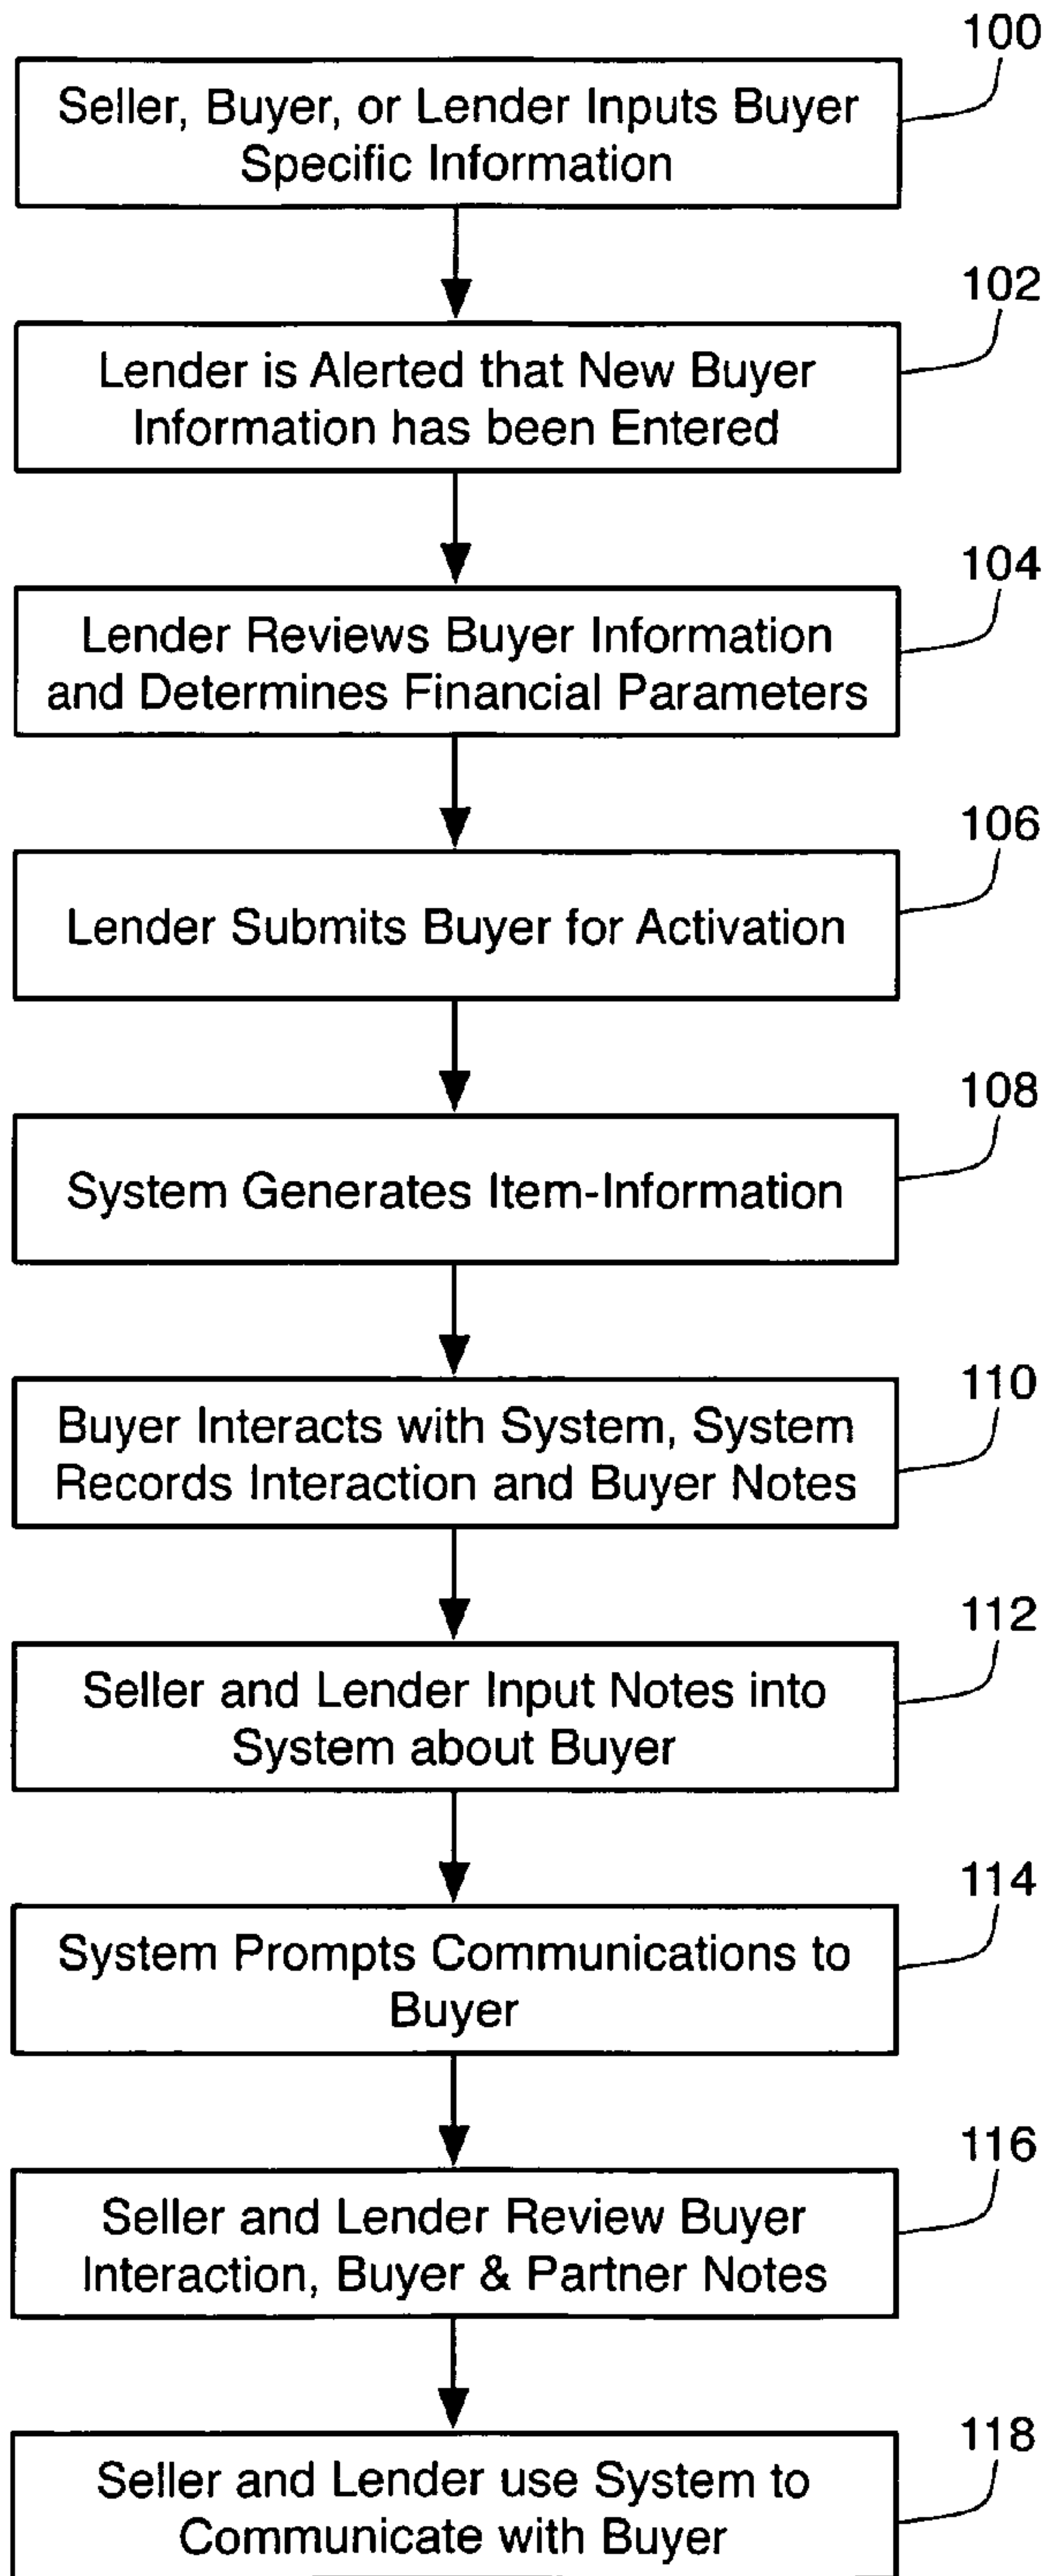 100
Seller, Buyer, or Lender Inputs Buyer
Specific Information
102
Lender is Alerted that New Buyer
Information has been Entered
104
Lender Reviews Buyer Information
and Determines Financial Parameters
106
Lender Submits Buyer for Activation
108
System Generates Item-Information
110
Buyer Interacts with System, System
Records Interaction and Buyer Notes
112
Seller and Lender Input Notes into
System about Buyer
114
System Prompts Communications to
Buyer
116
Seller and Lender Review Buyer
Interaction, Buyer & Partner Notes
118
Seller and Lender use System to
Communicate with Buyer